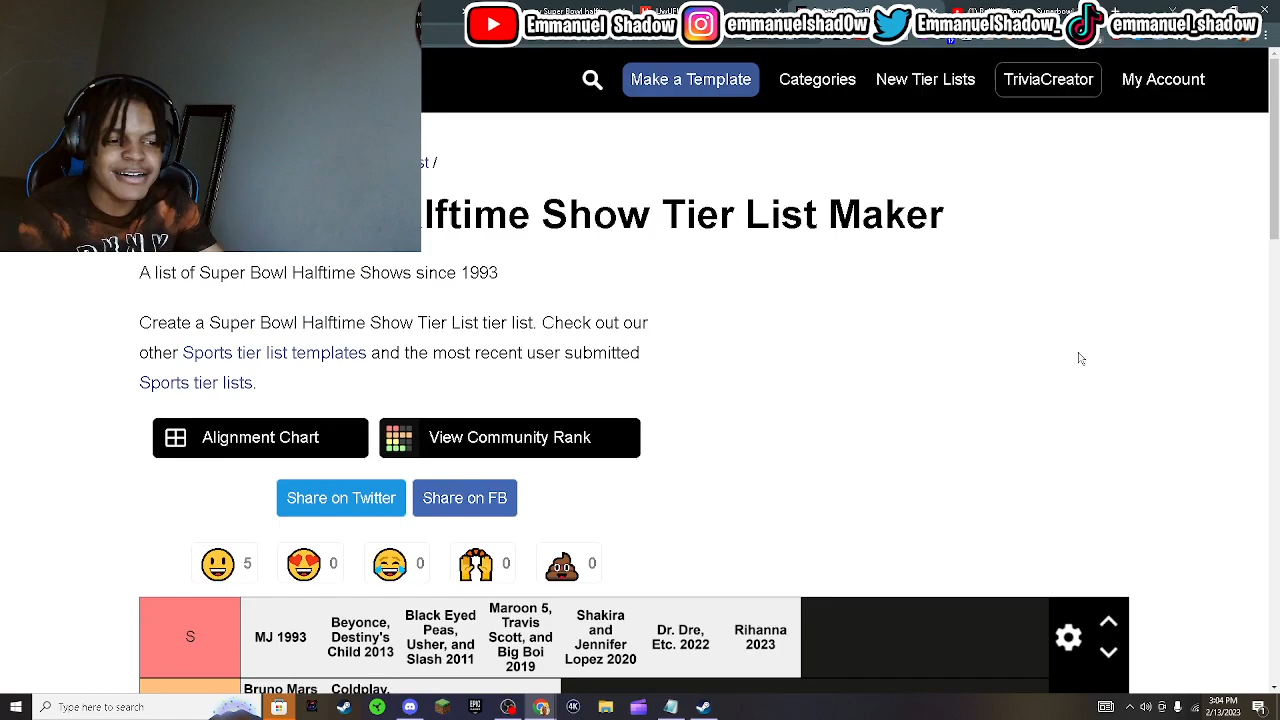 Emmanuel Shadow emmanuelshad0w EmmanuelShadow_ emmanuel_shadow
Make a Template Categories New Tier Lists TriviaCreator My Account
st /
lftime Show Tier List Maker
A list of Super Bowl Halftime Shows since 1993
Create a Super Bowl Halftime Show Tier List tier list. Check out our
other Sports tier list templates and the most recent user submitted
Sports tier lists.
Alignment Chart View Community Rank
Share on Twitter Share on FB
5 0 0 0 0
S
MJ 1993
Beyonce,
Destiny's
Child 2013
Black Eyed
Peas,
Usher, and
Slash 2011
Maroon 5,
Travis
Scott, and
Big Boi
2019
Shakira
and
Jennifer
Lopez 2020
Dr. Dre,
Etc. 2022
Rihanna
2023
Bruno Mars
Coldplay,
DKNY
Type here to search
3:04 PM
2/13/2023